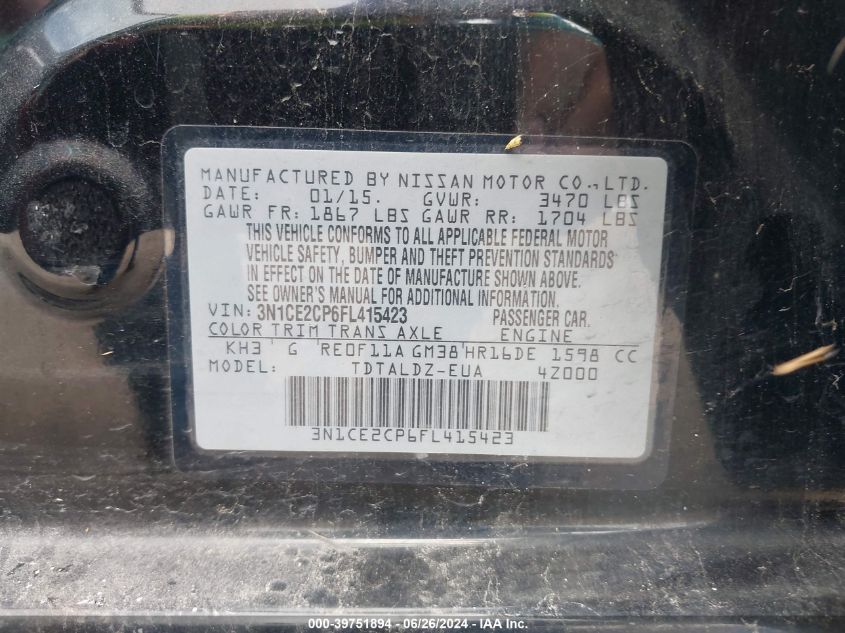 MANUFACTURED BY NISSAN MOTOR CO.,LTD.
DATE: 01/15. GVWR: 3470 LBS
GAWR FR: 1867 LBS GAWR RR: 1704 LBS
THIS VEHICLE CONFORMS TO ALL APPLICABLE FEDERAL MOTOR
VEHICLE SAFETY, BUMPER AND THEFT PREVENTION STANDARDS
IN EFFECT ON THE DATE OF MANUFACTURE SHOWN ABOVE.
SEE OWNER'S MANUAL FOR ADDITIONAL INFORMATION.
VIN: 3N1CE2CP6FL415423 PASSENGER CAR.
COLOR TRIM TRANS AXLE ENGINE
KH3 G RE0F11A GM38 HR16DE 1598 CC
MODEL: TDTALDZ-EUA 4Z000
3N1CE2CP6FL415423
000-39751894 | 06/26/2024 - IAA Inc.